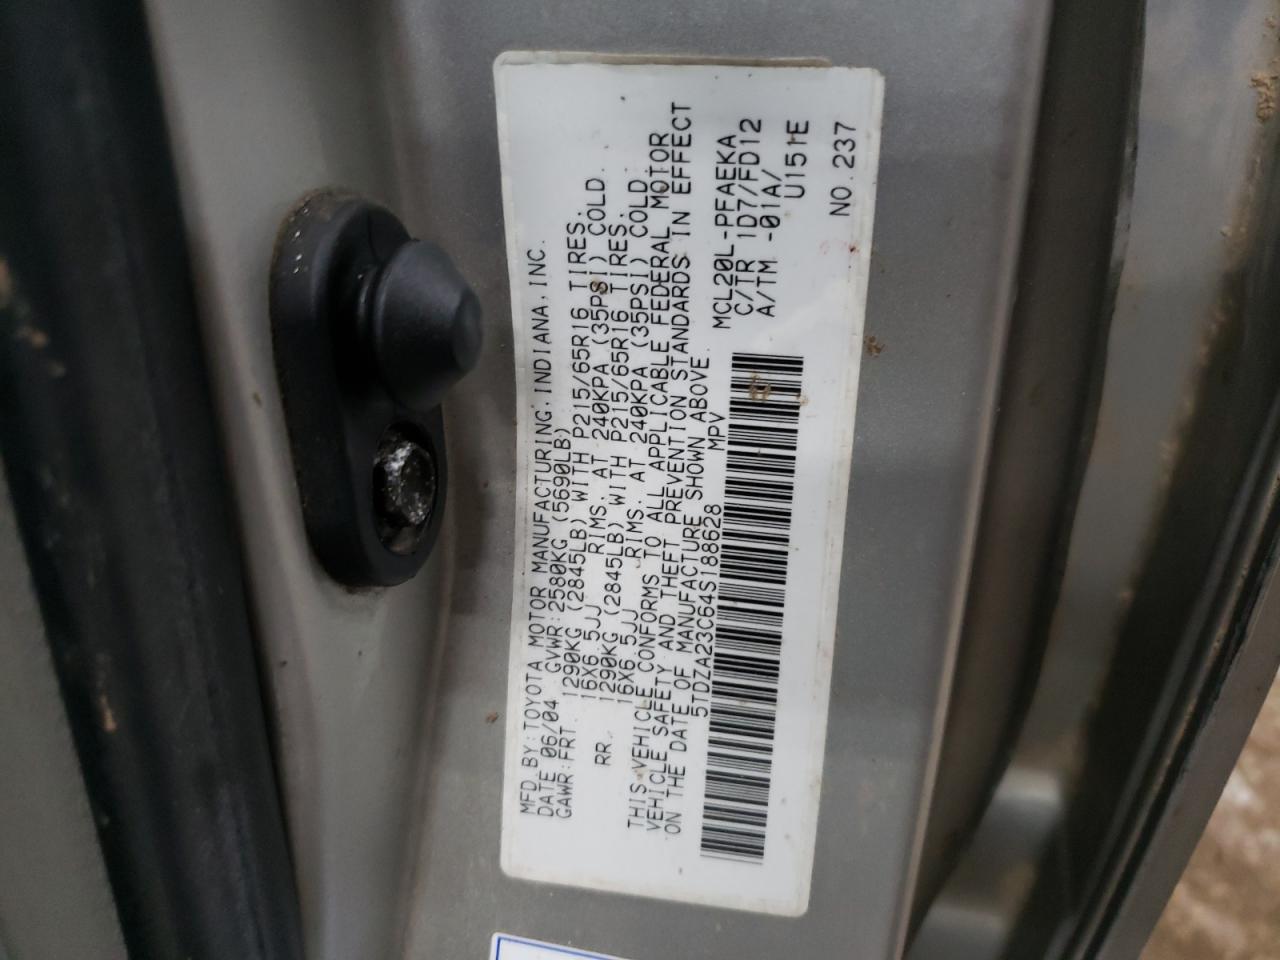 MFD. BY: TOYOTA MOTOR MANUFACTURING, INDIANA, INC.
DATE 06/04 GVWR: 2580KG (5690LB)
GAWR: FRT 1290KG (2845LB) WITH P215/65R16 TIRES.
16X6.5JJ RIMS. AT 240KPA (35PSI) COLD.
RR. 1290KG (2845LB) WITH P215/65R16 TIRES.
16X6.5JJ RIMS. AT 240KPA (35PSI) COLD.
THIS VEHICLE CONFORMS TO ALL APPLICABLE FEDERAL MOTOR
VEHICLE SAFETY AND THEFT PREVENTION STANDARDS IN EFFECT
ON THE DATE OF MANUFACTURE SHOWN ABOVE.
5TDZA23C64S188628 MPV
MCL20L-PFAEKA
C/TR 1D7/FD12
A/TM -01A/
U151E
NO. 237